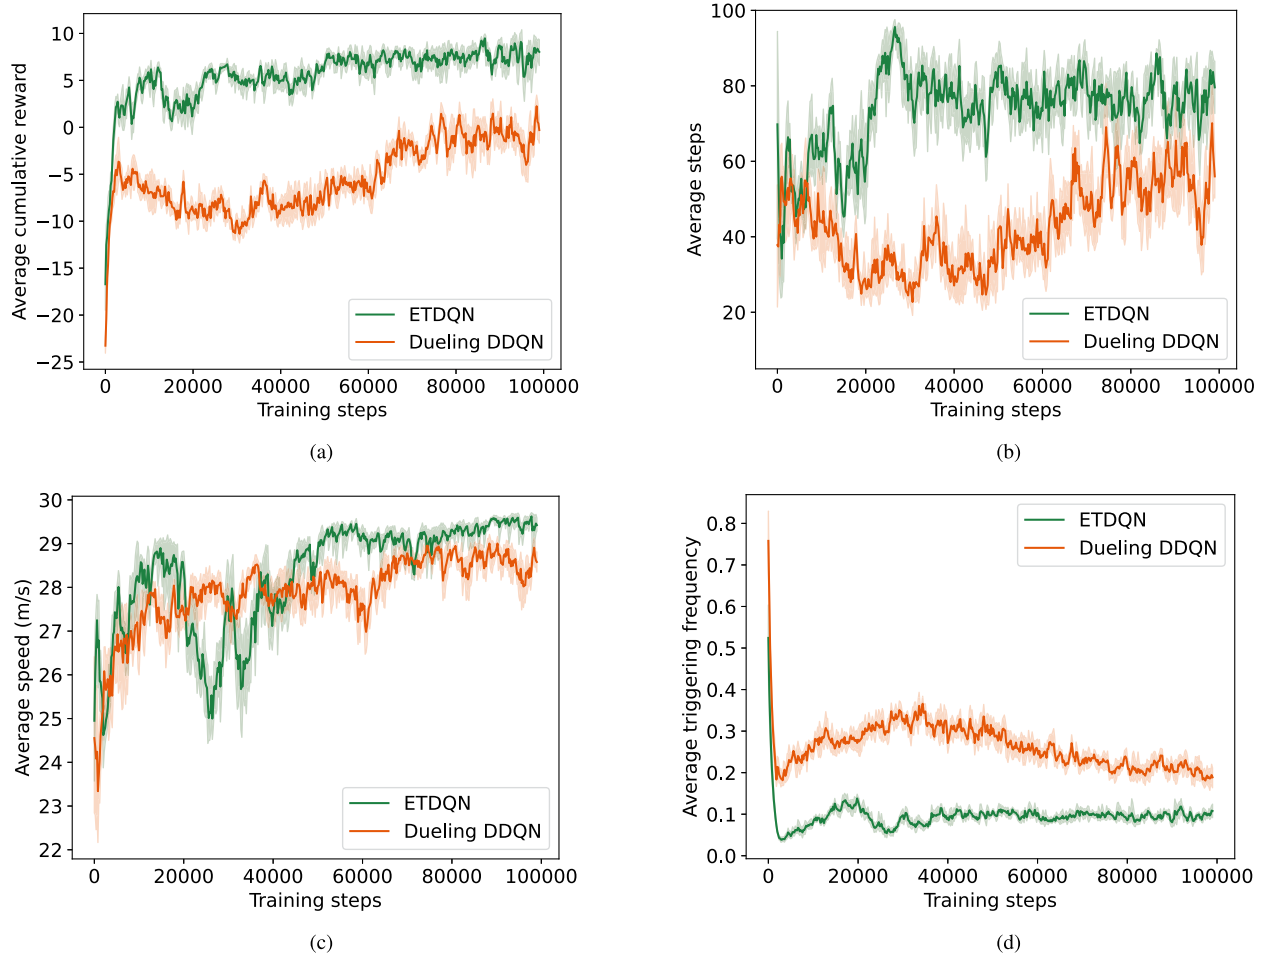 10
5
0
−5
−10
−15
−20
−25
Average cumulative reward
ETDQN
Dueling DDQN
0 20000 40000 60000 80000 100000
Training steps
(a)
100
80
60
40
20
Average steps
ETDQN
Dueling DDQN
0 20000 40000 60000 80000 100000
Training steps
(b)
30
29
28
27
26
25
24
23
22
Average speed (m/s)
ETDQN
Dueling DDQN
0 20000 40000 60000 80000 100000
Training steps
(c)
0.8
0.7
0.6
0.5
0.4
0.3
0.2
0.1
0.0
Average triggering frequency
ETDQN
Dueling DDQN
0 20000 40000 60000 80000 100000
Training steps
(d)